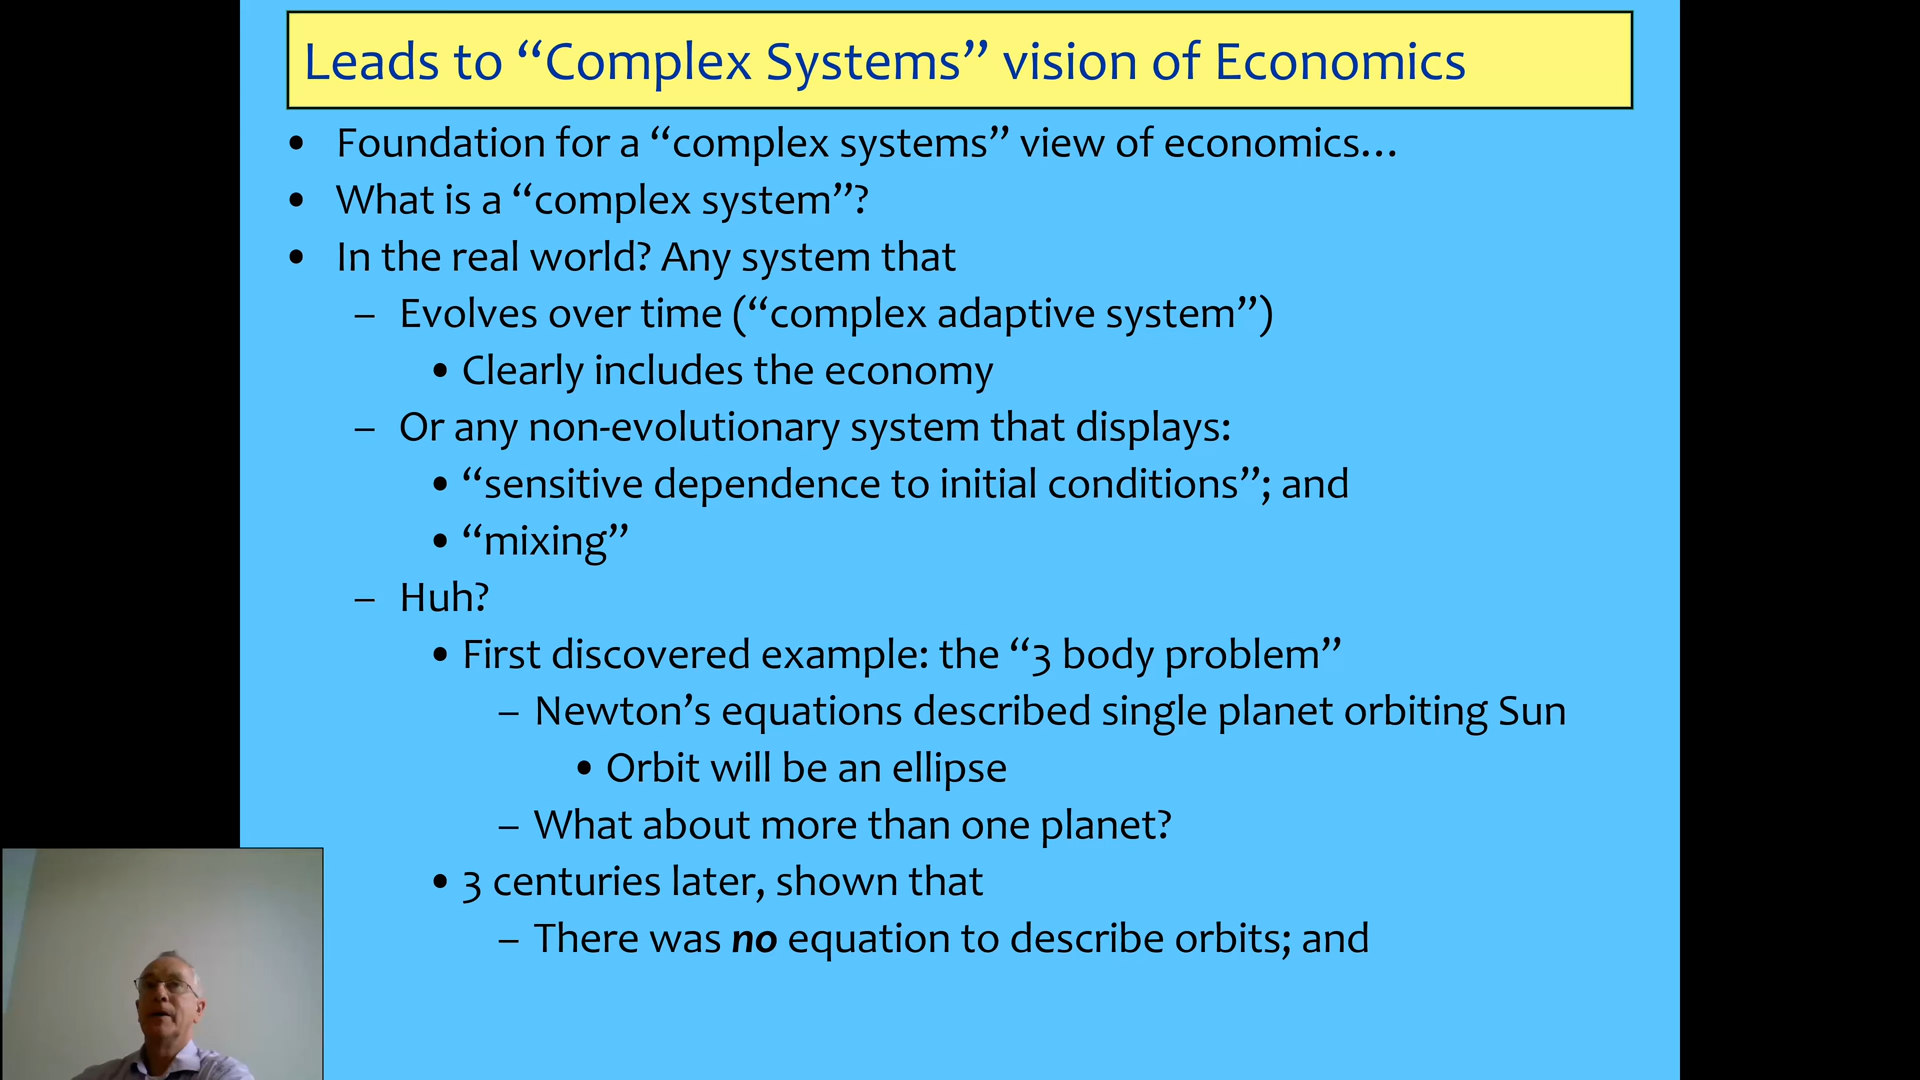 Leads to “Complex Systems” vision of Economics
• Foundation for a “complex systems” view of economics…
• What is a “complex system”?
• In the real world? Any system that
– Evolves over time (“complex adaptive system”)
• Clearly includes the economy
– Or any non-evolutionary system that displays:
• “sensitive dependence to initial conditions”; and
• “mixing”
– Huh?
• First discovered example: the “3 body problem”
– Newton’s equations described single planet orbiting Sun
• Orbit will be an ellipse
– What about more than one planet?
• 3 centuries later, shown that
– There was no equation to describe orbits; and